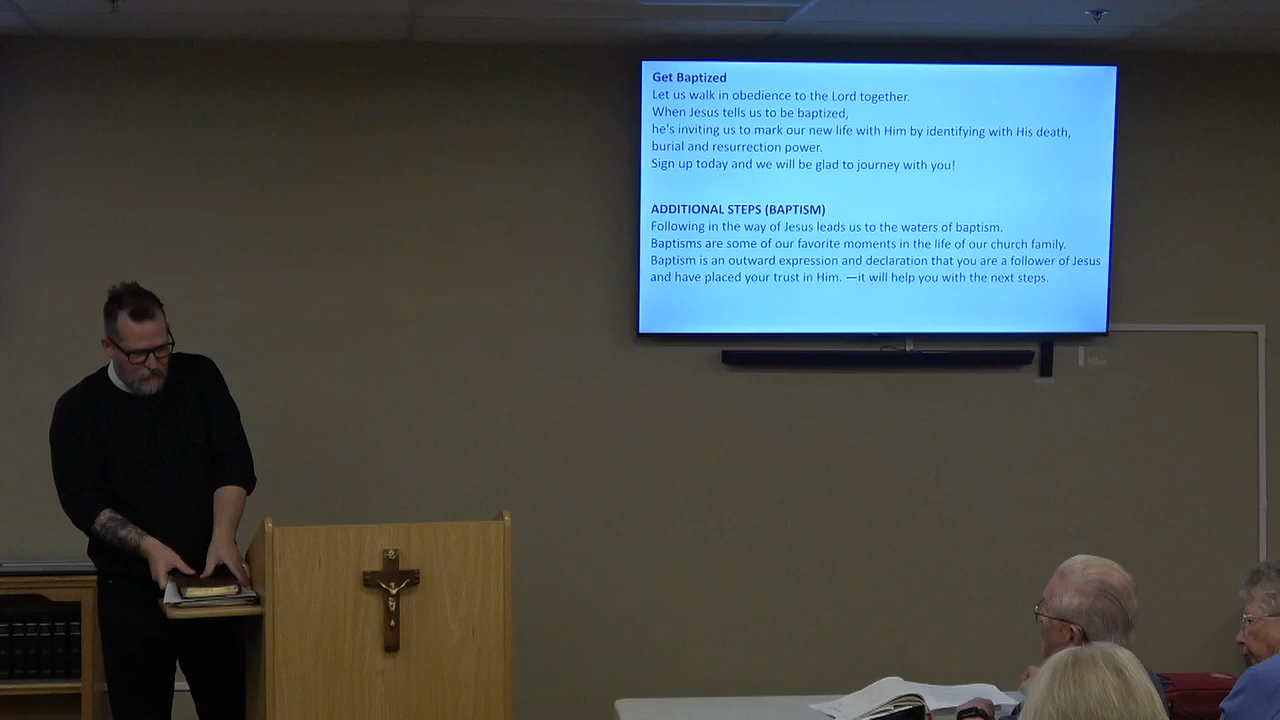 Get Baptized
Let us walk in obedience to the Lord together.
When Jesus tells us to be baptized,
he's inviting us to mark our new life with Him by identifying with His death,
burial and resurrection power.
Sign up today and we will be glad to journey with you!
ADDITIONAL STEPS (BAPTISM)
Following in the way of Jesus leads us to the waters of baptism.
Baptisms are some of our favorite moments in the life of our church family.
Baptism is an outward expression and declaration that you are a follower of Jesus
and have placed your trust in Him. —it will help you with the next steps.